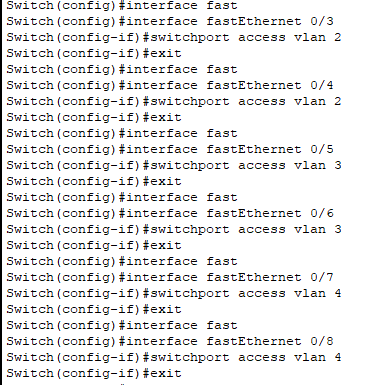 Switch(config)#interface fast
Switch(config)#interface fastEthernet 0/3
Switch(config-if)#switchport access vlan 2
Switch(config-if)#exit
Switch(config)#interface fast
Switch(config)#interface fastEthernet 0/4
Switch(config-if)#switchport access vlan 2
Switch(config-if)#exit
Switch(config)#interface fast
Switch(config)#interface fastEthernet 0/5
Switch(config-if)#switchport access vlan 3
Switch(config-if)#exit
Switch(config)#interface fast
Switch(config)#interface fastEthernet 0/6
Switch(config-if)#switchport access vlan 3
Switch(config-if)#exit
Switch(config)#interface fast
Switch(config)#interface fastEthernet 0/7
Switch(config-if)#switchport access vlan 4
Switch(config-if)#exit
Switch(config)#interface fast
Switch(config)#interface fastEthernet 0/8
Switch(config-if)#switchport access vlan 4
Switch(config-if)#exit